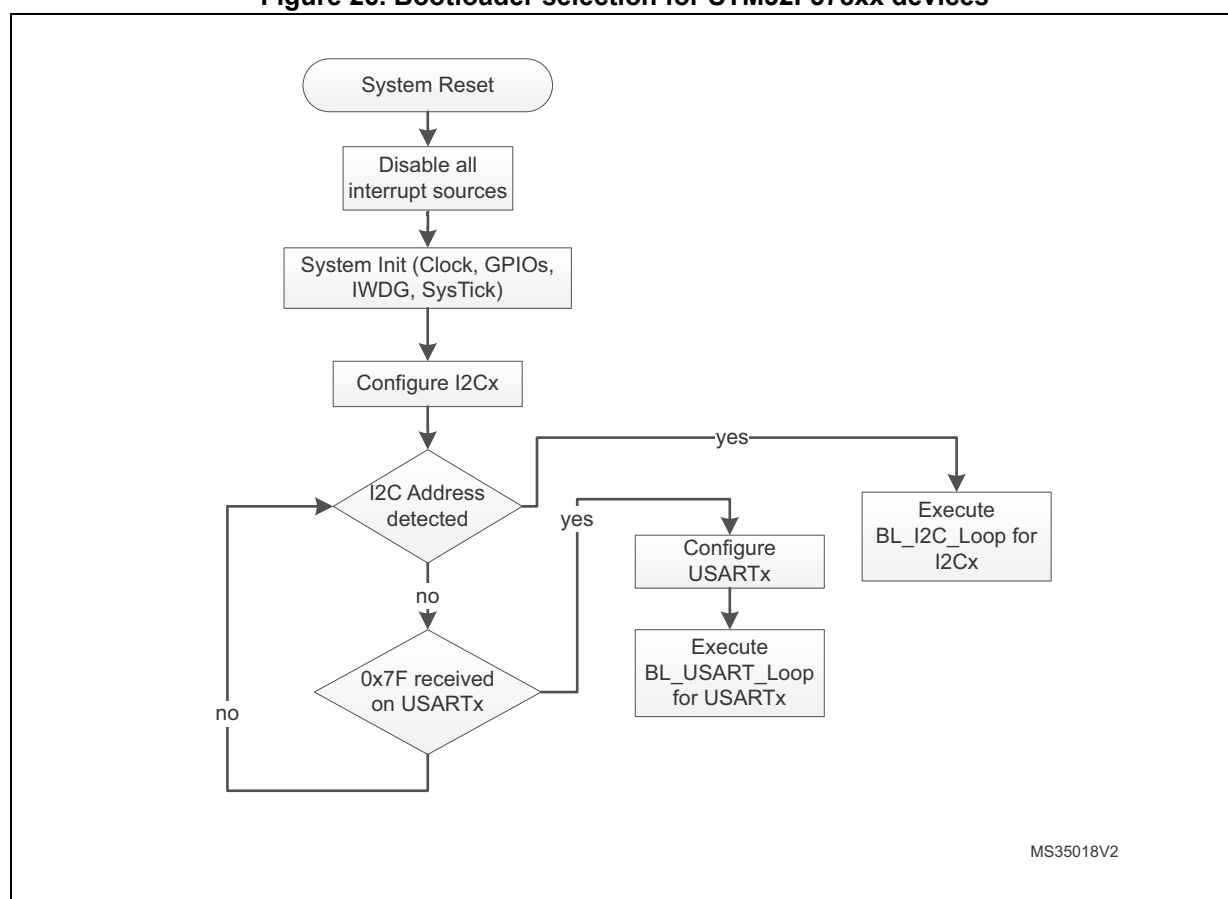 Figure Bootloader selection for devices
System Reset
Disable all
interrupt sources
System Init (Clock, GPIOs,
IWDG, SysTick)
Configure I2Cx
yes
I2C Address
detected
yes
Execute
BL_I2C_Loop for
I2Cx
Configure
USARTx
no
Execute
BL_USART_Loop
for USARTx
0x7F received
on USARTx
no
MS35018V2